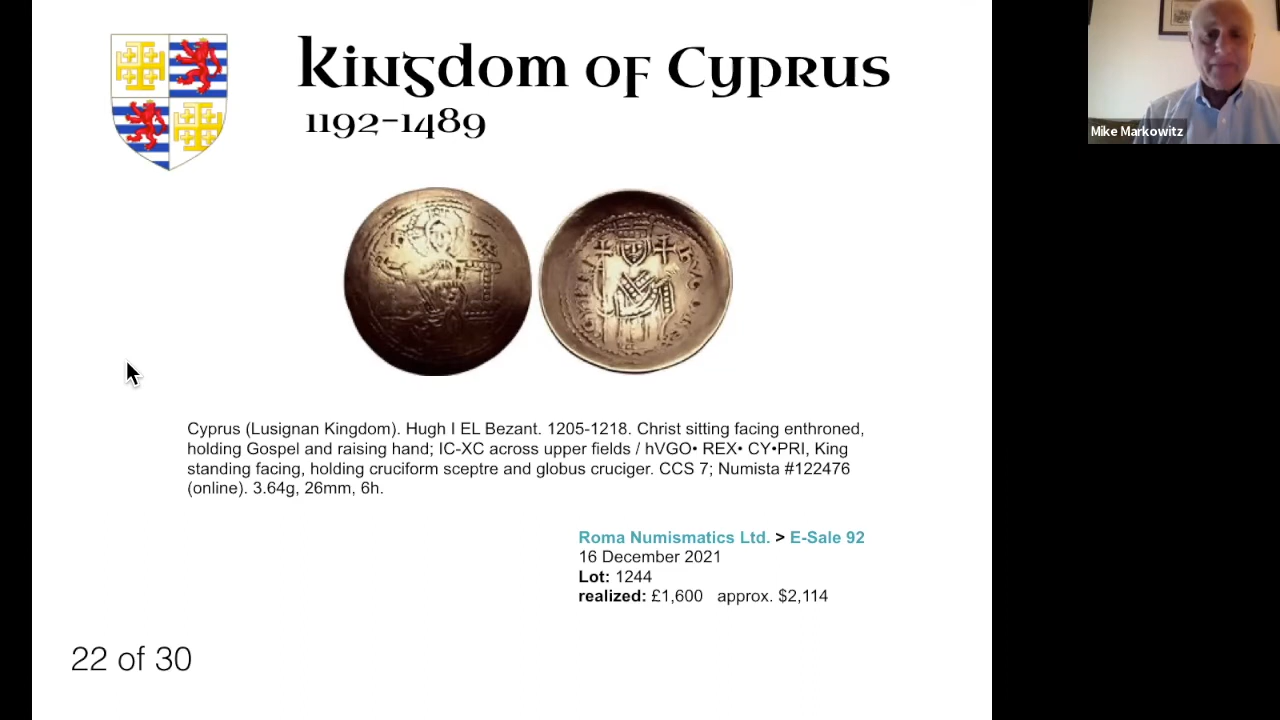 Kingdom of Cyprus
1192-1489
Mike Markowitz
Cyprus (Lusignan Kingdom). Hugh I EL Bezant. 1205-1218. Christ sitting facing enthroned,
holding Gospel and raising hand; IC-XC across upper fields / hVGO• REX• CY•PRI, King
standing facing, holding cruciform sceptre and globus cruciger. CCS 7; Numista #122476
(online). 3.64g, 26mm, 6h.
Roma Numismatics Ltd. > E-Sale 92
16 December 2021
Lot: 1244
realized: £1,600 approx. $2,114
22 of 30